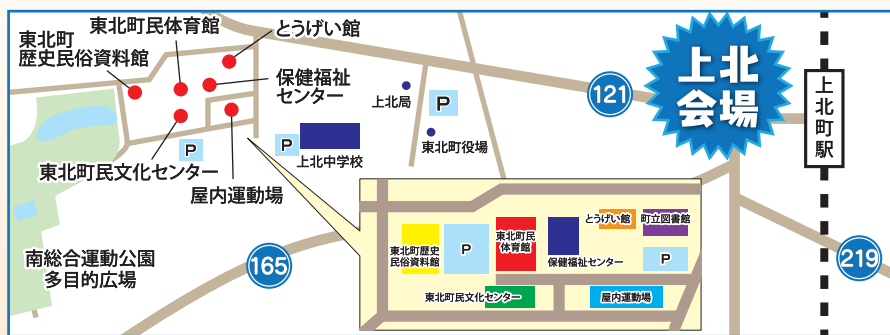 東北町民体育館
とうげい館
東北町
歴史民俗資料館
保健福祉
センター
上北
会場
121
上北町駅
上北局
P
東北町役場
P
上北中学校
P
東北町民文化センター
屋内運動場
南総合運動公園
多目的広場
165
219
とうげい館
町立図書館
東北町歴史
民俗資料館
P
東北町民
体育館
保健福祉センター
P
東北町民文化センター
屋内運動場